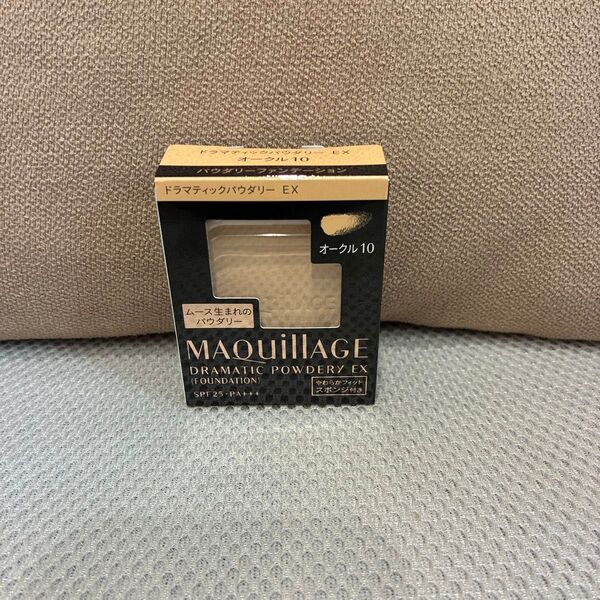 ドラマティックパウダリー EX
オークル10
パウダリーファンデーション
ドラマティックパウダリー EX
オークル10
ムース生まれの
パウダリー
MAQuillAGE
DRAMATIC POWDERY EX
(FOUNDATION)
SPF25・PA+++
やわらかフィット
スポンジ付き